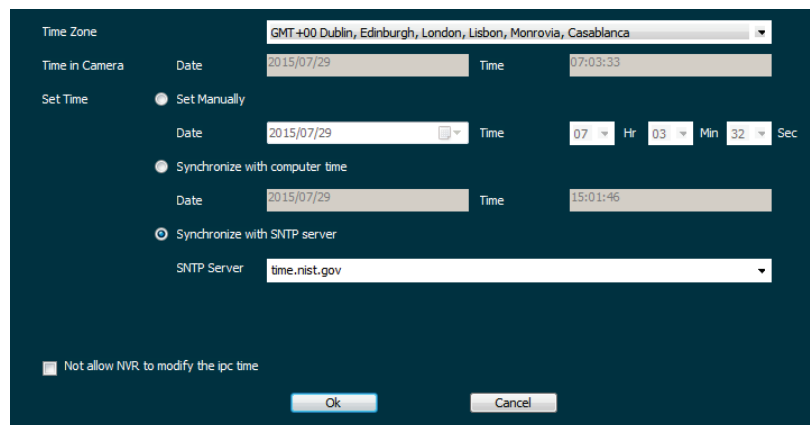 Time Zone GMT+00 Dublin, Edinburgh, London, Lisbon, Monrovia, Casablanca
Time in Camera Date 2015/07/29 Time 07:03:33
Set Time Set Manually
Date 2015/07/29 Time 07 Hr 03 Min 32 Sec
Synchronize with computer time
Date 2015/07/29 Time 15:01:46
Synchronize with SNTP server
SNTP Server time.nist.gov
Not allow NVR to modify the ipc time
Ok Cancel